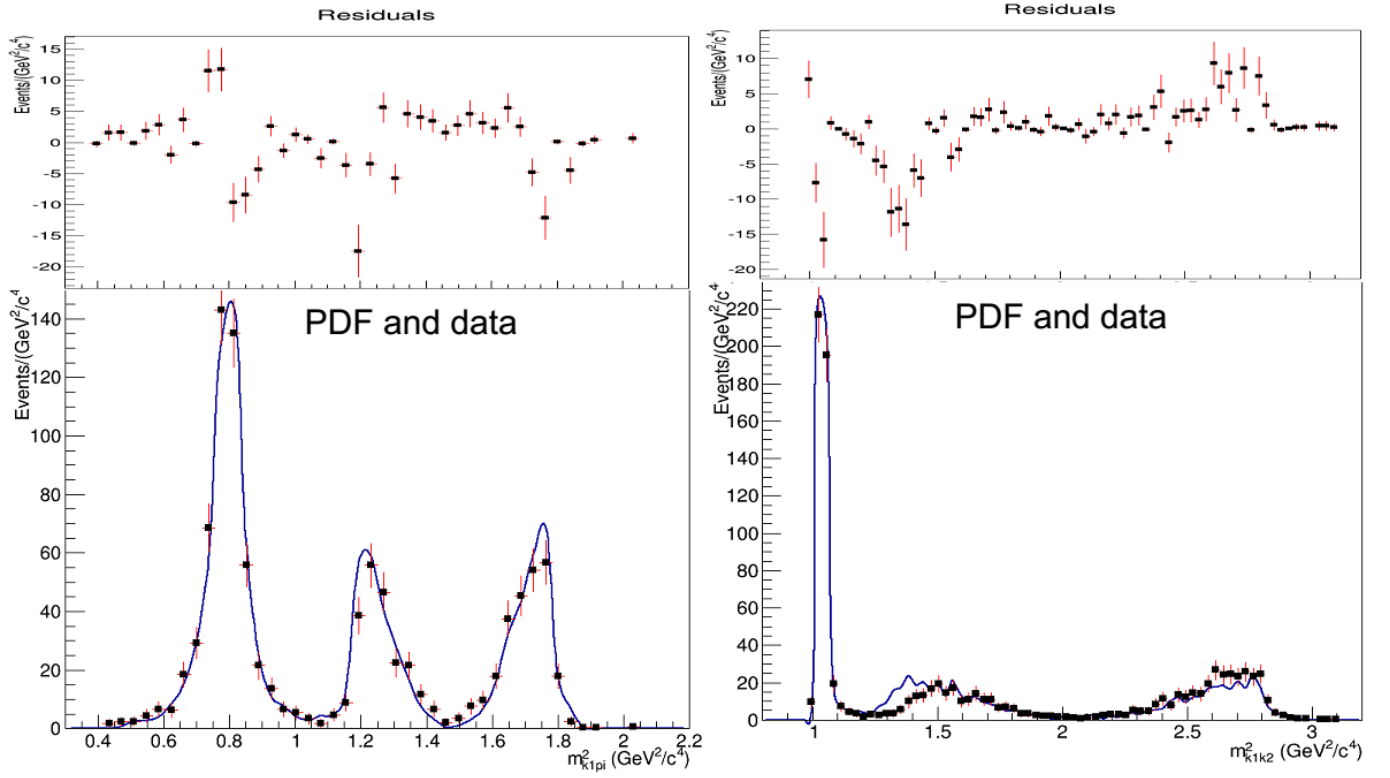 Residuals
Events/(GeV²/c⁴)
15
10
5
0
-5
-10
-15
-20
PDF and data
Events/(GeV²/c⁴)
140
120
100
80
60
40
20
0
0.4 0.6 0.8 1 1.2 1.4 1.6 1.8 2 2.2
m²k1pi (GeV²/c⁴)
Residuals
Events/(GeV²/c⁴)
10
5
0
-5
-10
-15
-20
PDF and data
Events/(GeV²/c⁴)
220
200
180
160
140
120
100
80
60
40
20
0
1 1.5 2 2.5 3
m²k1k2 (GeV²/c⁴)